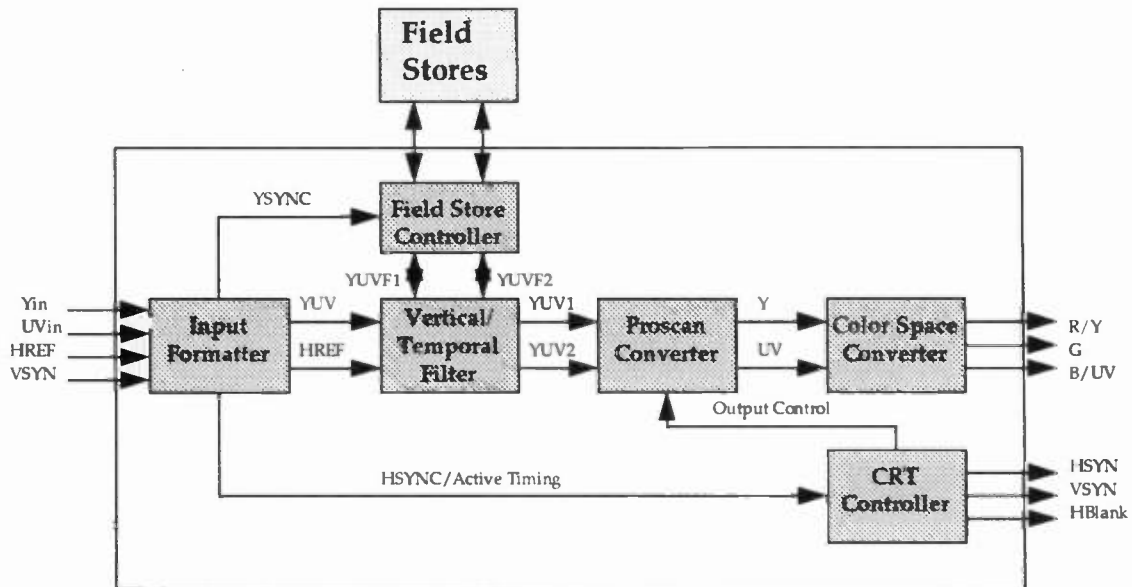 Field
Stores
YSYNC
Field Store
Controller
YUVF1
YUVF2
Yin
UVin
HREF
VSYN
Input
Formatter
YUV
HREF
Vertical/
Temporal
Filter
YUV1
YUV2
Proscan
Converter
Y
UV
Color Space
Converter
R/Y
G
B/UV
Output Control
HSYNC/Active Timing
CRT
Controller
HSYN
VSYN
HBlank